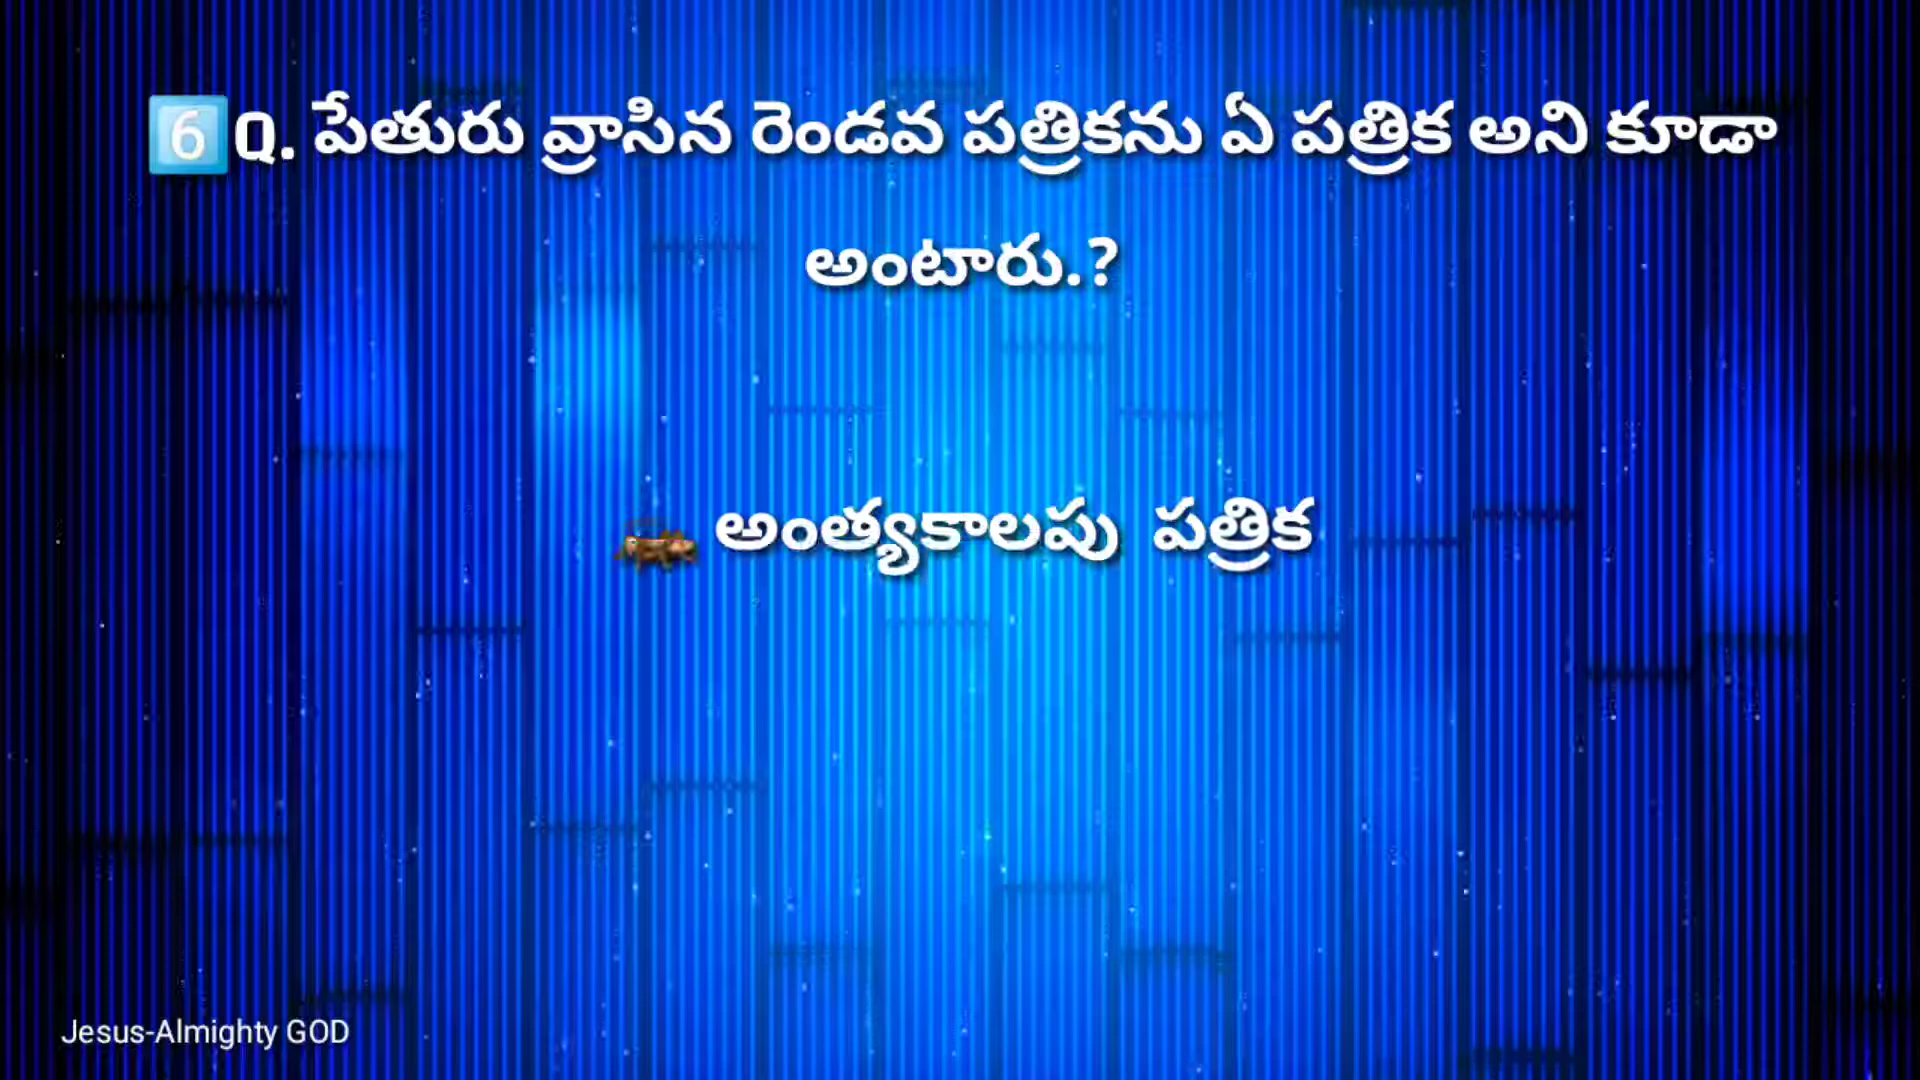 6️⃣Q. పేతురు వ్రాసిన రెండవ పత్రికను ఏ పత్రిక అని కూడా
అంటారు.?
🦗 అంత్యకాలపు పత్రిక
Jesus-Almighty GOD